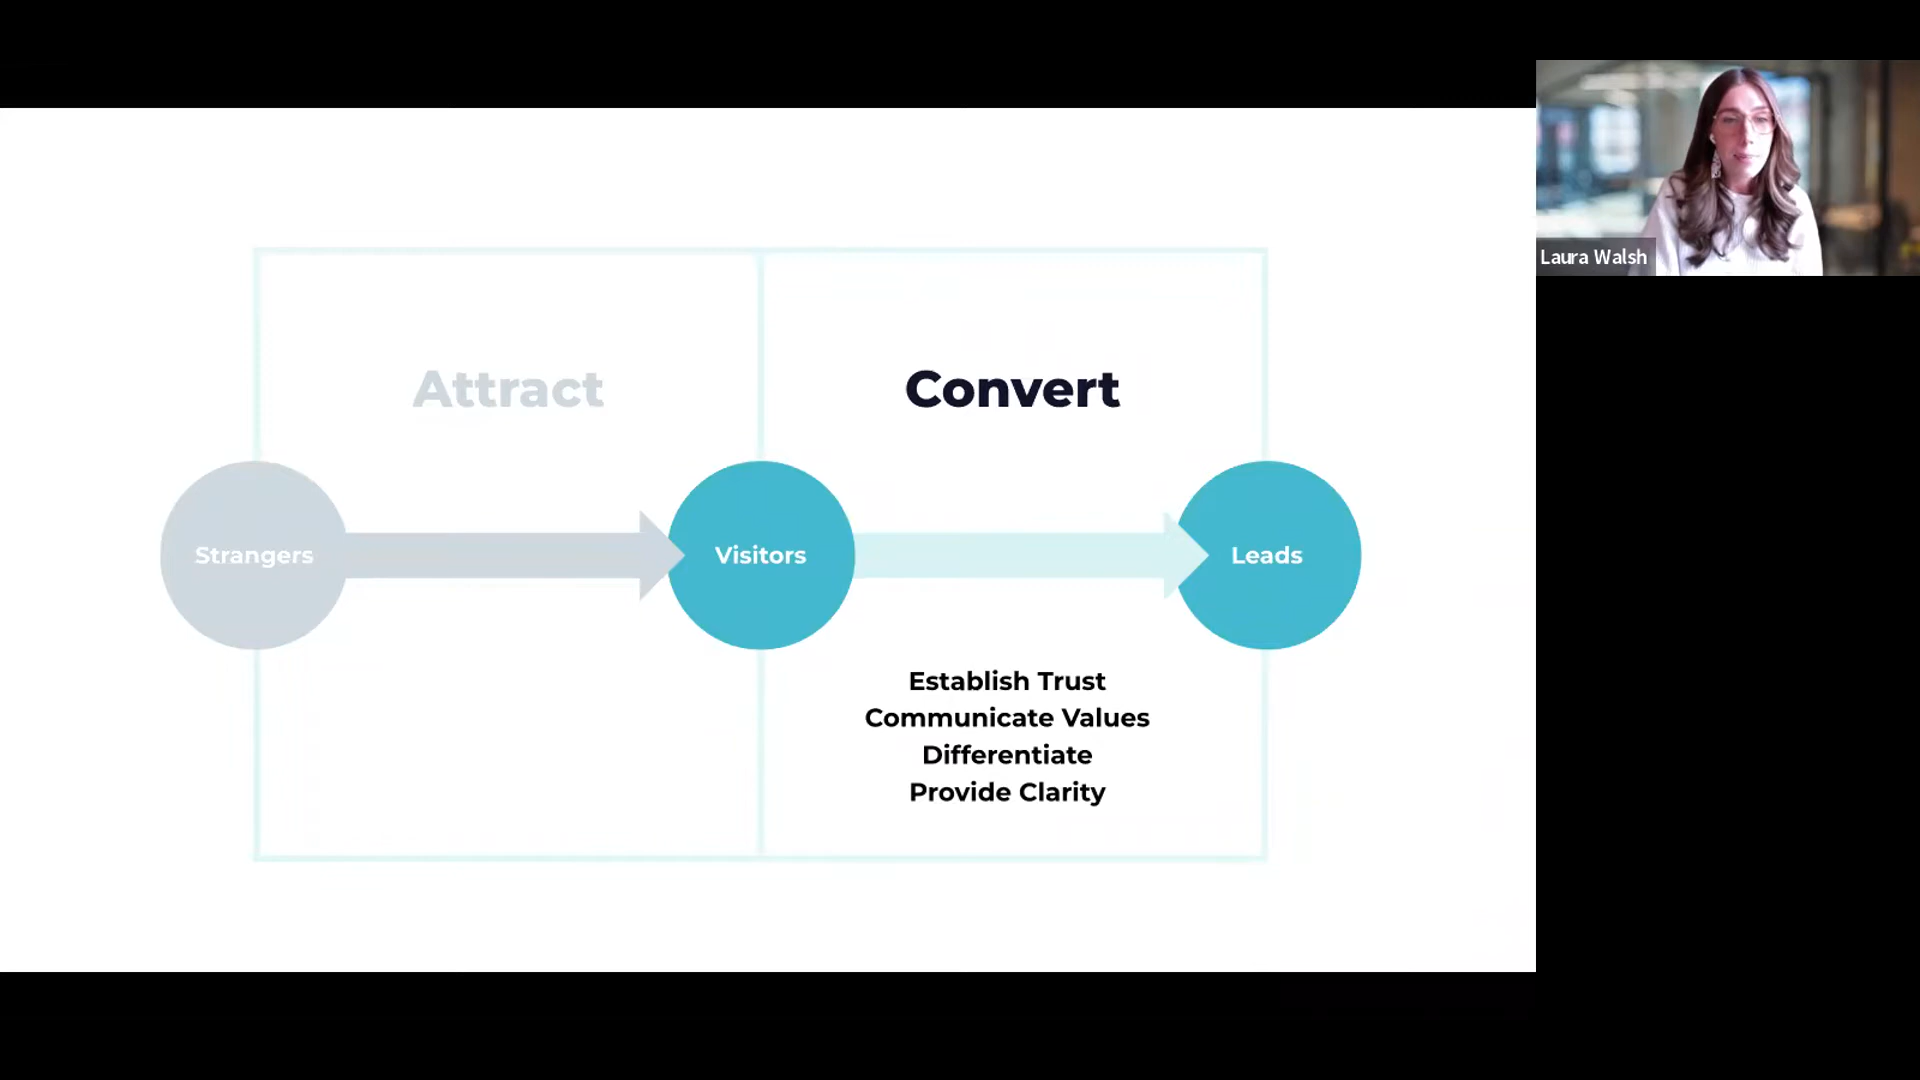 Attract
Convert
Strangers
Visitors
Leads
Establish Trust
Communicate Values
Differentiate
Provide Clarity
Laura Walsh